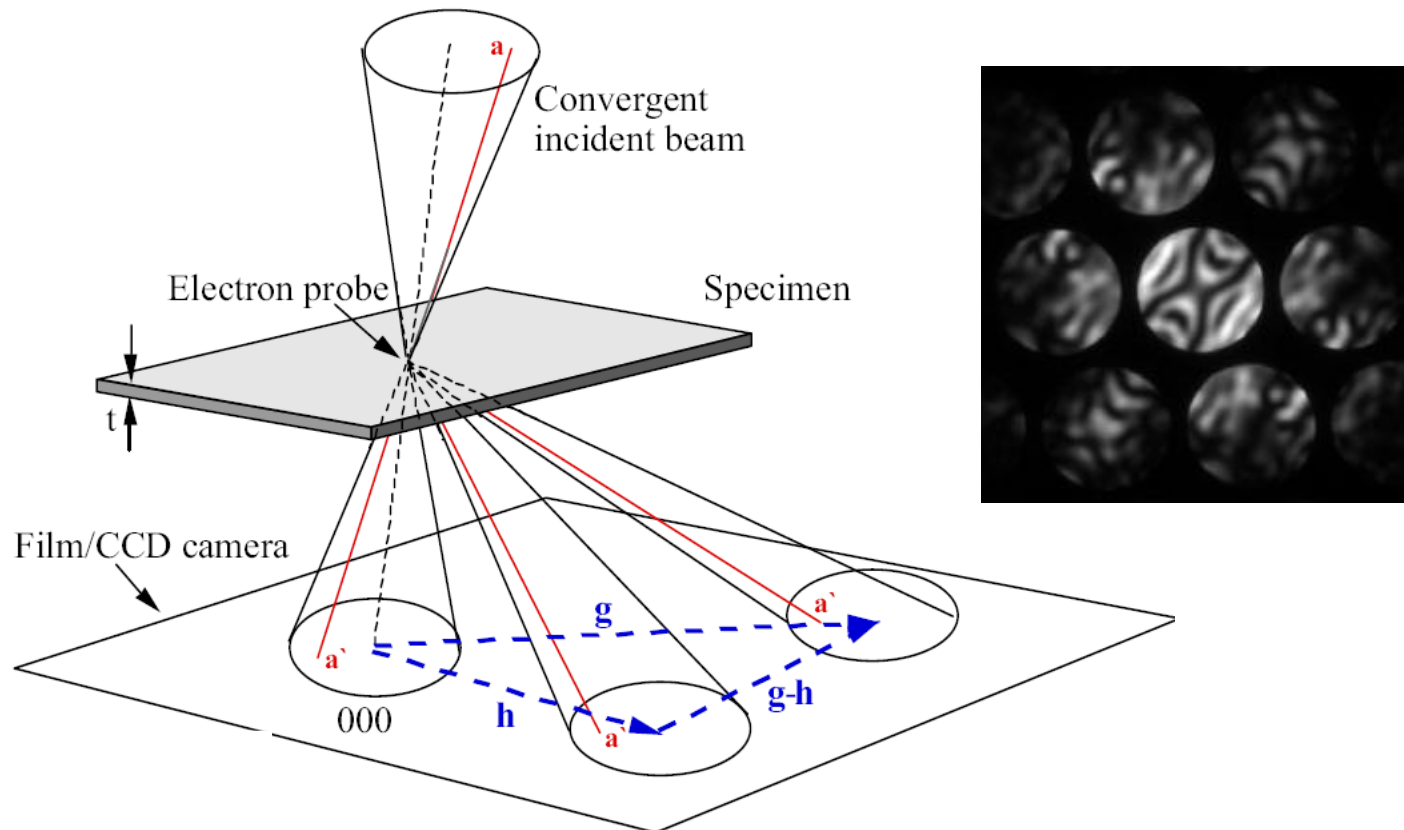 a
Convergent
incident beam
Electron probe
Specimen
t
Film/CCD camera
g
a`
a`
g-h
h
a`
000